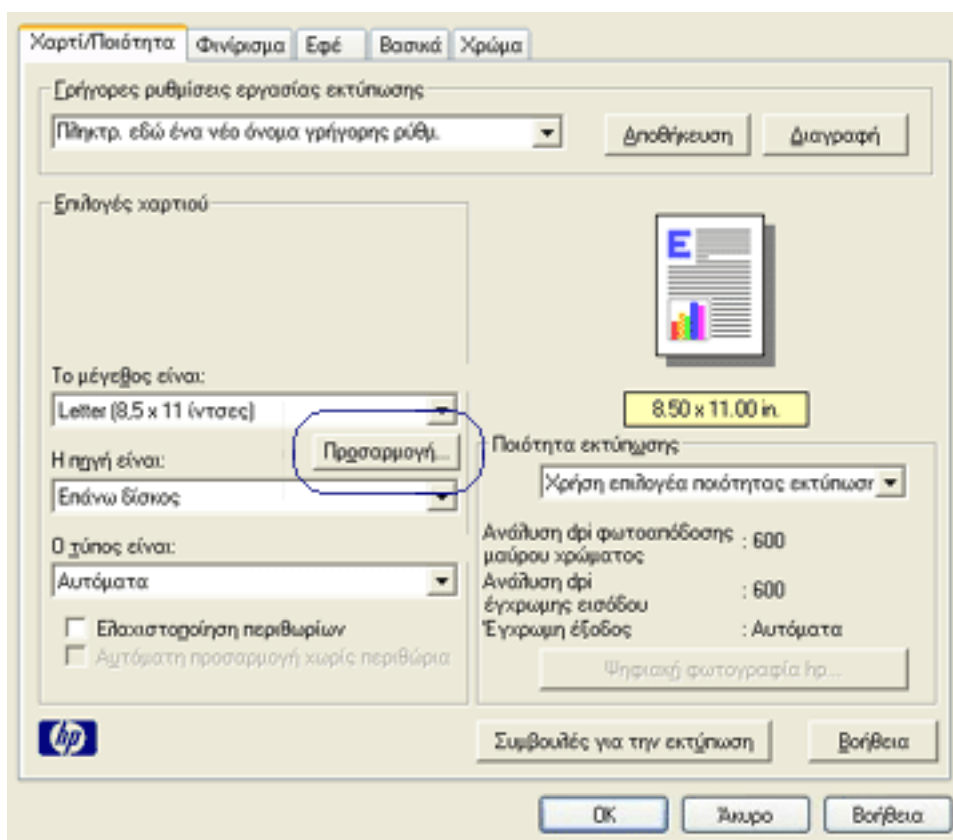 Χαρτί/Ποιότητα Φινίρισμα Εφέ Βασικά Χρώμα
Γρήγορες ρυθμίσεις εργασίας εκτύπωσης
Πληκτρ. εδώ ένα νέο όνομα γρήγορης ρύθμ.
Αποθήκευση
Διαγραφή
Επιλογές χαρτιού
E
Το μέγεθος είναι:
Letter (8,5 x 11 ίντσες)
8.50 x 11.00 in.
Προσαρμογή...
Η πηγή είναι:
Επάνω δίσκος
Ο τύπος είναι:
Αυτόματα
Ελαχιστοποίηση περιθωρίων
Αυτόματη προσαρμογή χωρίς περιθώρια
Ποιότητα εκτύπωσης
Χρήση επιλογέα ποιότητας εκτύπωσ
Ανάλυση dpi φωτοαπόδοσης
μαύρου χρώματος : 600
Ανάλυση dpi
έγχρωμης εισόδου : 600
Έγχρωμη έξοδος : Αυτόματα
Ψηφιακή φωτογραφία hp...
hp
Συμβουλές για την εκτύπωση
Βοήθεια
OK
Άκυρο
Βοήθεια